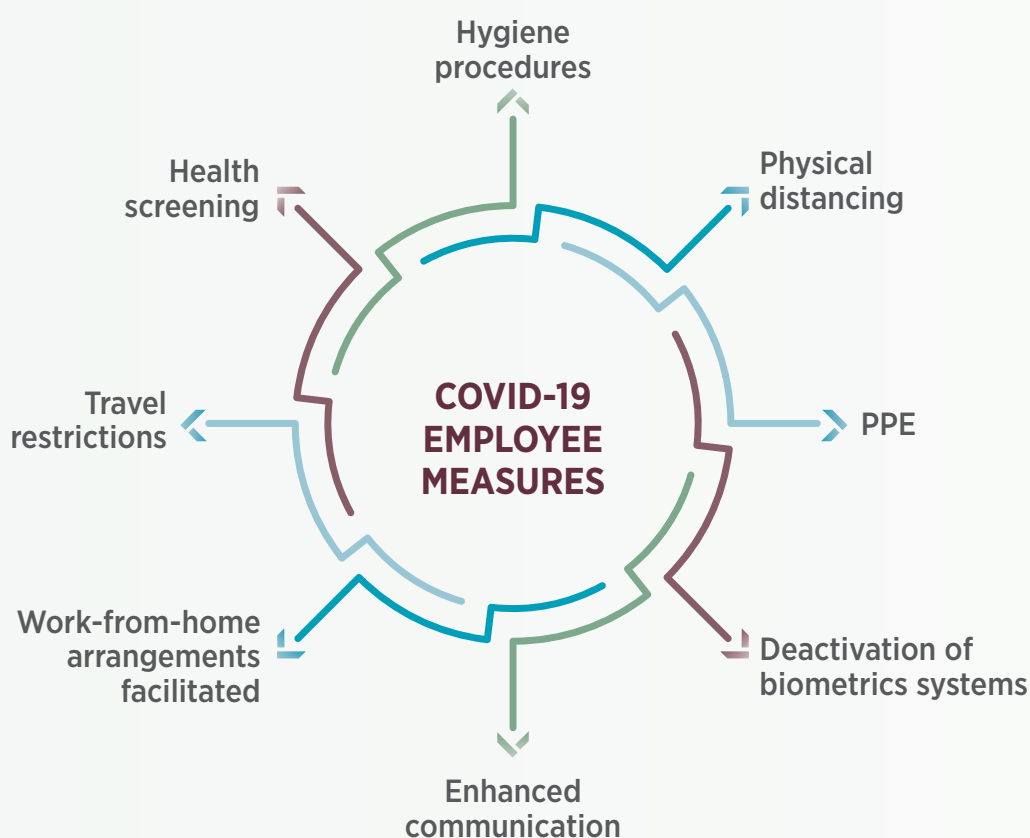 Hygiene
procedures
Physical
distancing
PPE
Deactivation of
biometrics systems
Enhanced
communication
Work-from-home
arrangements
facilitated
Travel
restrictions
Health
screening
COVID-19
EMPLOYEE
MEASURES